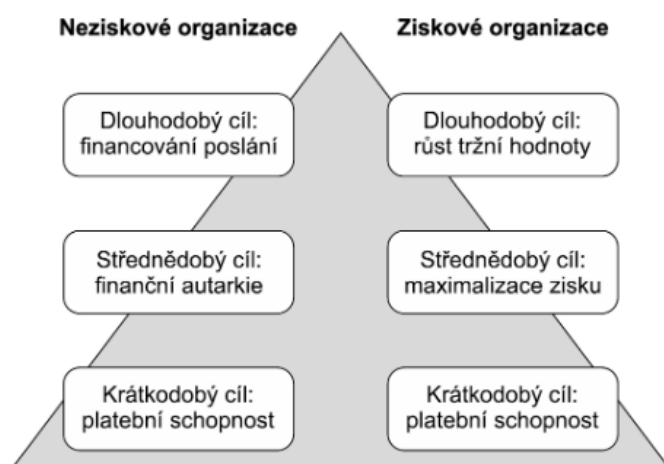 Neziskové organizace
Ziskové organizace
Dlouhodobý cíl:
financování poslání
Dlouhodobý cíl:
růst tržní hodnoty
Střednědobý cíl:
finanční autarkie
Střednědobý cíl:
maximalizace zisku
Krátkodobý cíl:
platební schopnost
Krátkodobý cíl:
platební schopnost